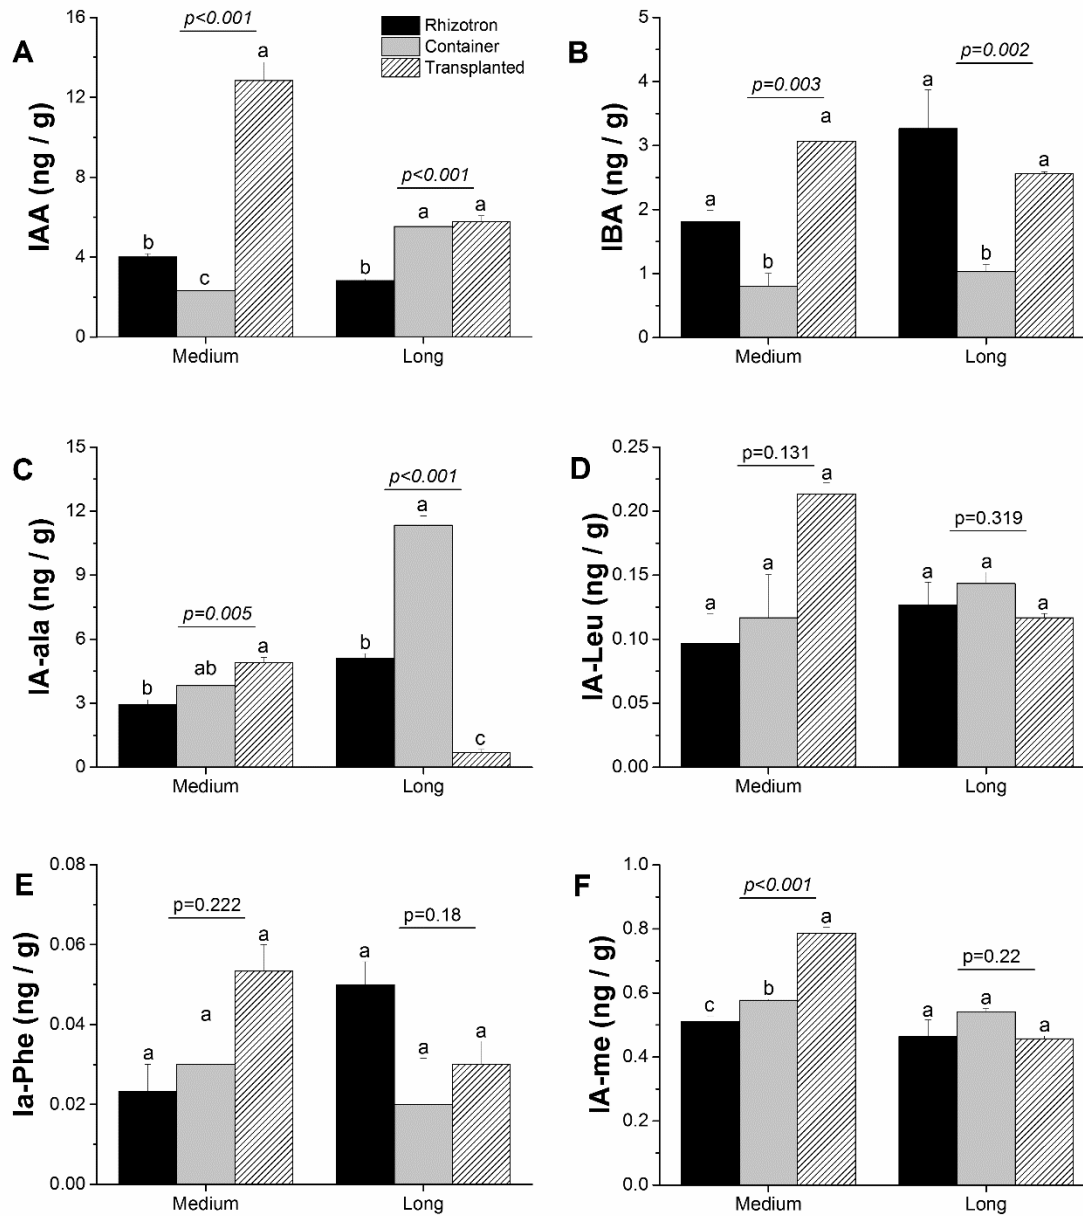 A
IAA (ng / g)
16
12
8
4
0
p<0.001
b
c
a
p<0.001
b
a
a
Medium
Long
Rhizotron
Container
Transplanted
B
IBA (ng / g)
5
4
3
2
1
0
p=0.003
a
b
a
p=0.002
a
b
a
Medium
Long
C
IA-ala (ng / g)
15
12
9
6
3
0
p=0.005
b
ab
a
p<0.001
b
a
c
Medium
Long
D
IA-Leu (ng / g)
0.25
0.20
0.15
0.10
0.05
0.00
p=0.131
a
a
a
p=0.319
a
a
a
Medium
Long
E
Ia-Phe (ng / g)
0.08
0.06
0.04
0.02
0.00
p=0.222
a
a
a
p=0.18
a
a
a
Medium
Long
F
IA-me (ng / g)
1.0
0.8
0.6
0.4
0.2
0.0
p<0.001
c
b
a
p=0.22
a
a
a
Medium
Long